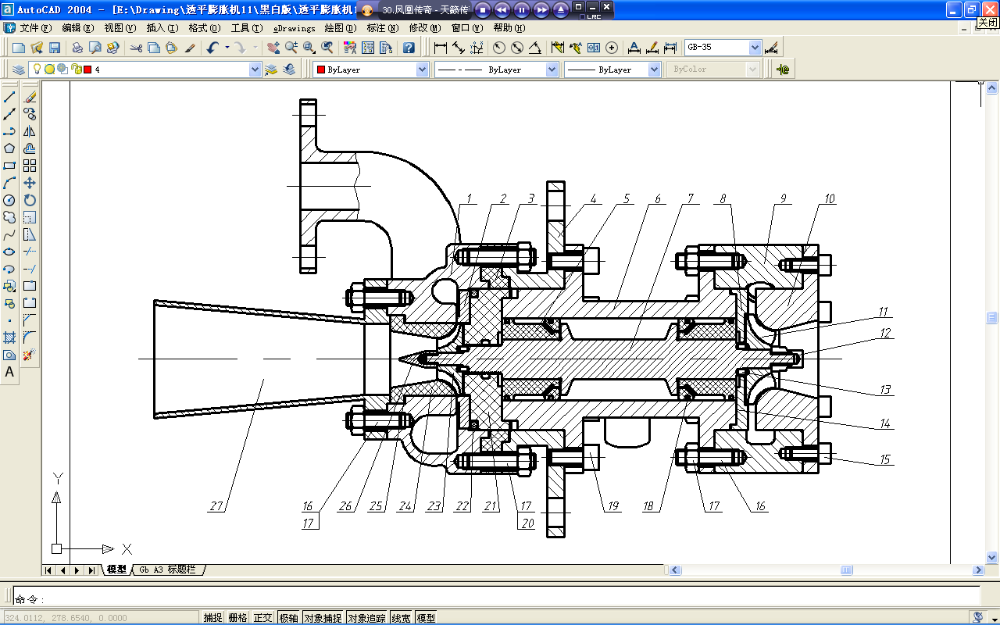 AutoCAD 2004 - [E:\Drawing\透平膨胀机11\黑白版\透平膨胀机1
30.凤凰传奇 - 天籁传
LRC
关闭
文件(F) 编辑(E) 视图(V) 插入(I) 格式(O) 工具(T) eDrawings 绘图(D) 标注(N) 修改(M) 窗口(W) 帮助(H)
GB-35
4
ByLayer
ByLayer
ByLayer
ByColor
1 2 3 4 5 6 7 8 9 10
11
12
13
14
15
27 16 26 25 24 23 22 21 17 19 18 17 16
17 20
Y
X
A
模型 Gb A3 标题栏
命令:
324.0112, 278.6540, 0.0000
捕捉 栅格 正交 极轴 对象捕捉 对象追踪 线宽 模型